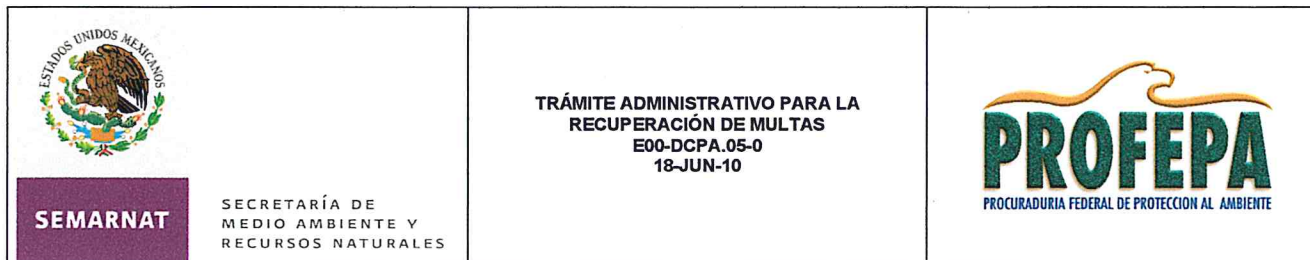 ESTADOS UNIDOS MEXICANOS
SEMARNAT
SECRETARÍA DE
MEDIO AMBIENTE Y
RECURSOS NATURALES
TRÁMITE ADMINISTRATIVO PARA LA
RECUPERACIÓN DE MULTAS
E00-DCPA.05-0
18-JUN-10
PROFEPA
PROCURADURIA FEDERAL DE PROTECCION AL AMBIENTE